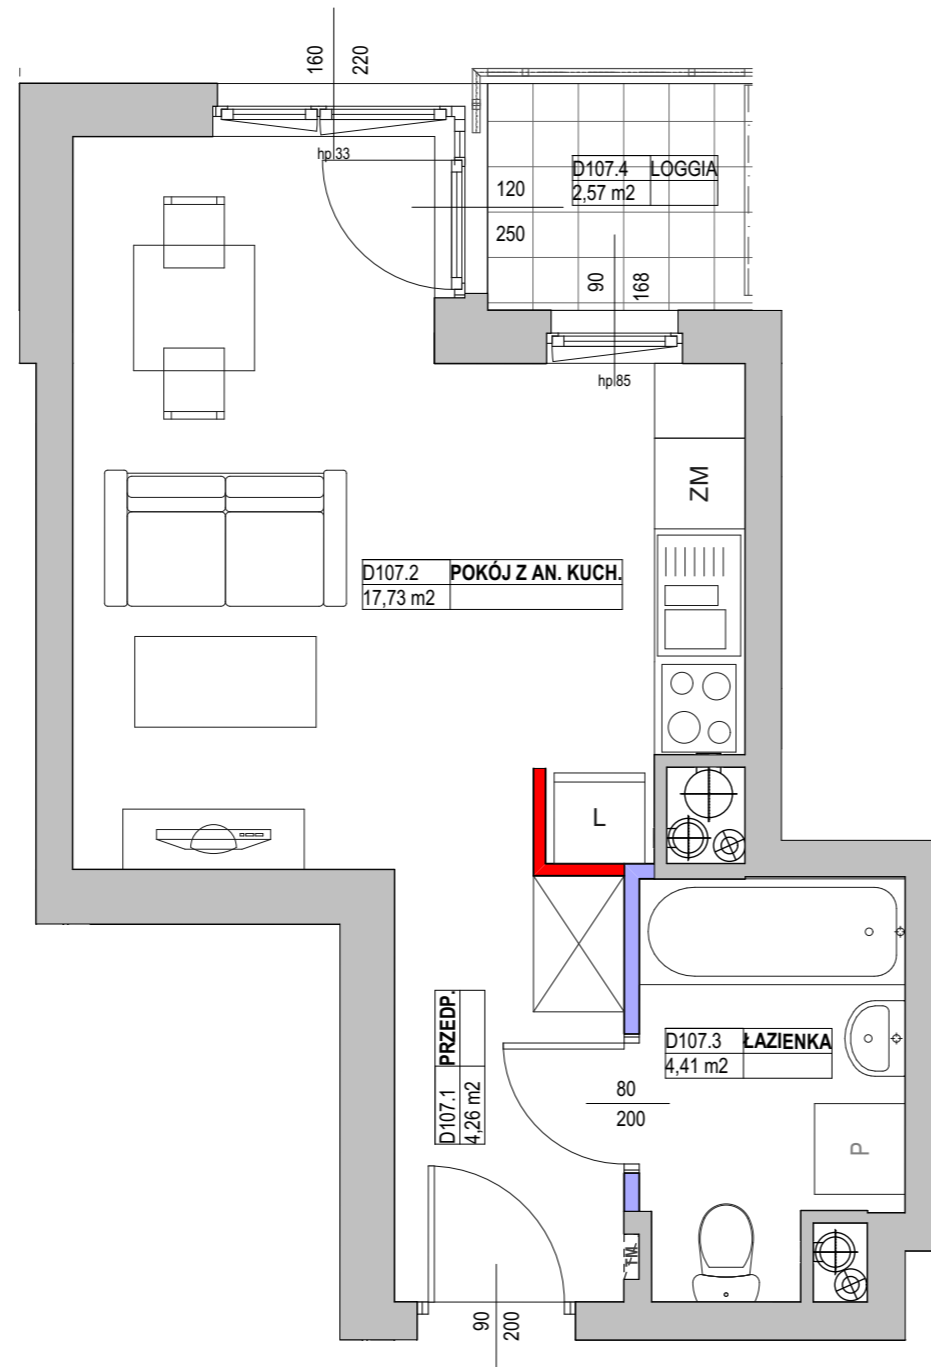 160
220
hp 33
D107.4 LOGGIA
2,57 m2
120
250
90
168
hp 85
ZM
D107.2 POKÓJ Z AN. KUCH.
17,73 m2
L
D107.1 PRZEDP.
4,26 m2
D107.3 ŁAZIENKA
4,41 m2
80
200
P
TM
90
200